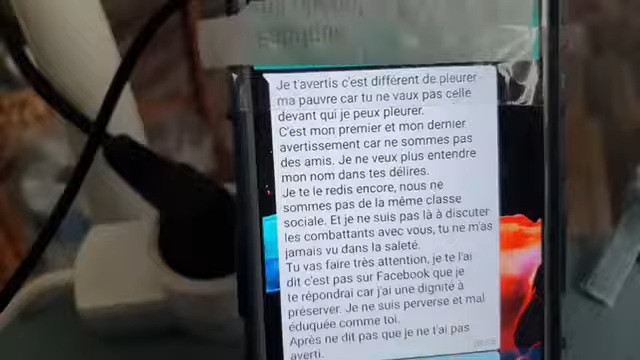 Je t'avertis c'est différent de pleurer
ma pauvre car tu ne vaux pas celle
devant qui je peux pleurer.
C'est mon premier et mon dernier
avertissement car ne sommes pas
des amis. Je ne veux plus entendre
mon nom dans tes délires.
Je te le redis encore, nous ne
sommes pas de la même classe
sociale. Et je ne suis pas là à discuter
les combattants avec vous, tu ne m'as
jamais vu dans la saleté.
Tu vas faire très attention, je te l'ai
dit c'est pas sur Facebook que je
te répondrai car j'ai une dignité à
préserver. Je ne suis perverse et mal
éduquée comme toi.
Après ne dit pas que je ne t'ai pas
averti.